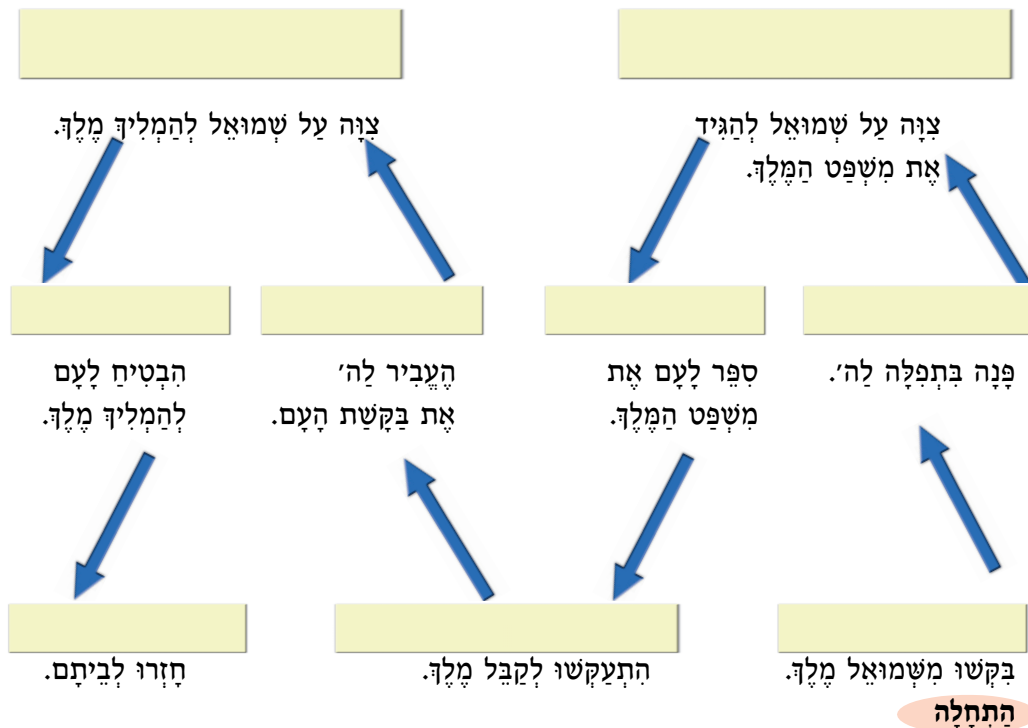 צִוָּה עַל שְׁמוּאֵל לְהַגִּיד
אֶת מִשְׁפַּט הַמֶּלֶךְ.
צִוָּה עַל שְׁמוּאֵל לְהַמְלִיךְ מֶלֶךְ.
פָּנָה בִּתְפִלָּה לַה׳.
סִפֵּר לָעָם אֶת
מִשְׁפַּט הַמֶּלֶךְ.
הֶעֱבִיר לַה׳
אֶת בַּקָּשַׁת הָעָם.
הִבְטִיחַ לָעָם
לְהַמְלִיךְ מֶלֶךְ.
בִּקְּשׁוּ מִשְּׁמוּאֵל מֶלֶךְ.
הַתְחָלָה
הִתְעַקְּשׁוּ לְקַבֵּל מֶלֶךְ.
חָזְרוּ לְבֵיתָם.